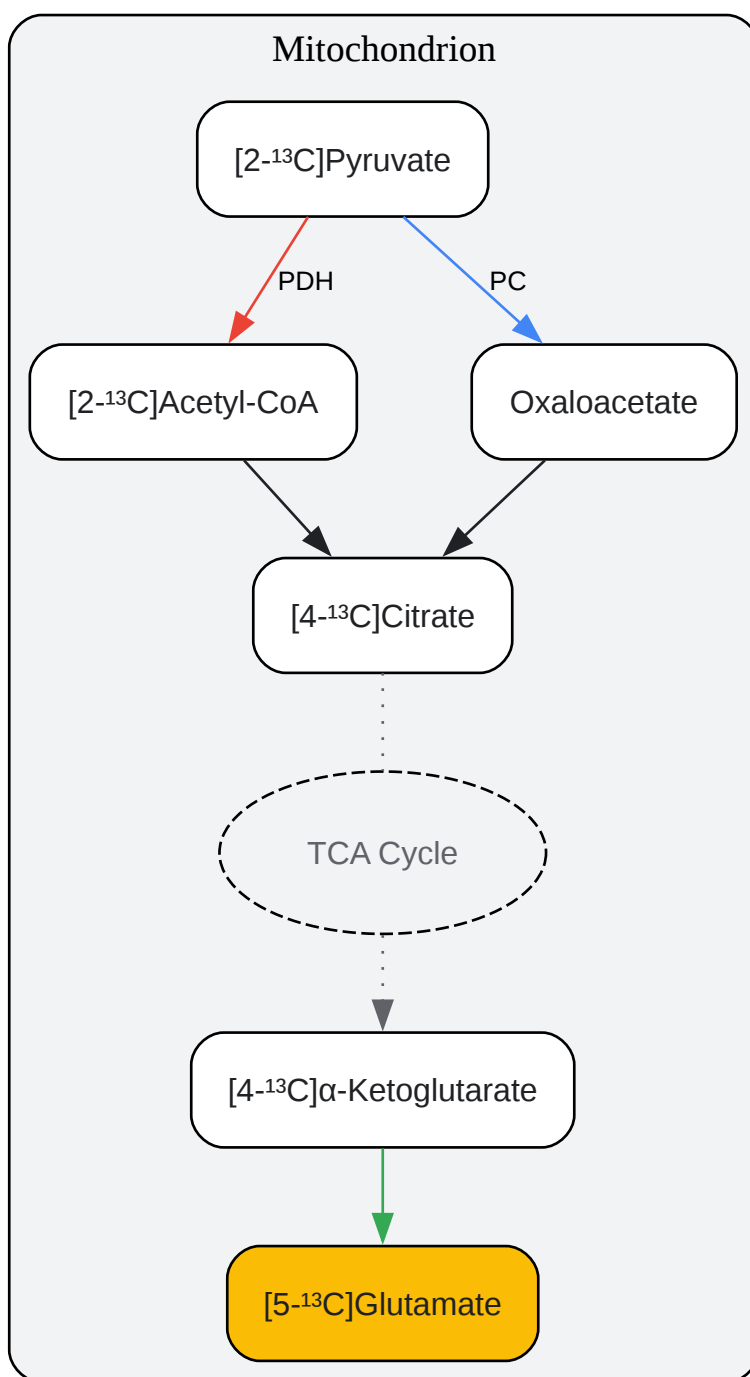 Mitochondrion
[2-¹³C]Pyruvate
PDH
PC
[2-¹³C]Acetyl-CoA
Oxaloacetate
[4-¹³C]Citrate
TCA Cycle
[4-¹³C]α-Ketoglutarate
[5-¹³C]Glutamate